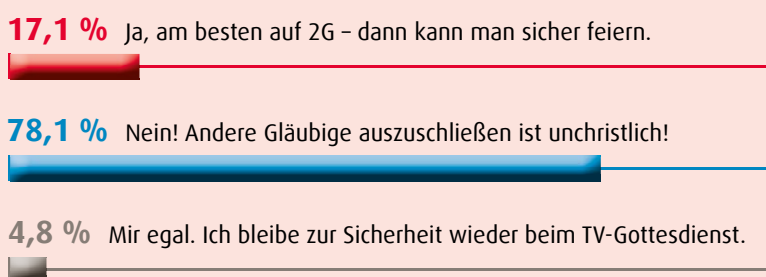 17,1 % Ja, am besten auf 2G – dann kann man sicher feiern.
78,1 % Nein! Andere Gläubige auszuschließen ist unchristlich!
4,8 % Mir egal. Ich bleibe zur Sicherheit wieder beim TV-Gottesdienst.